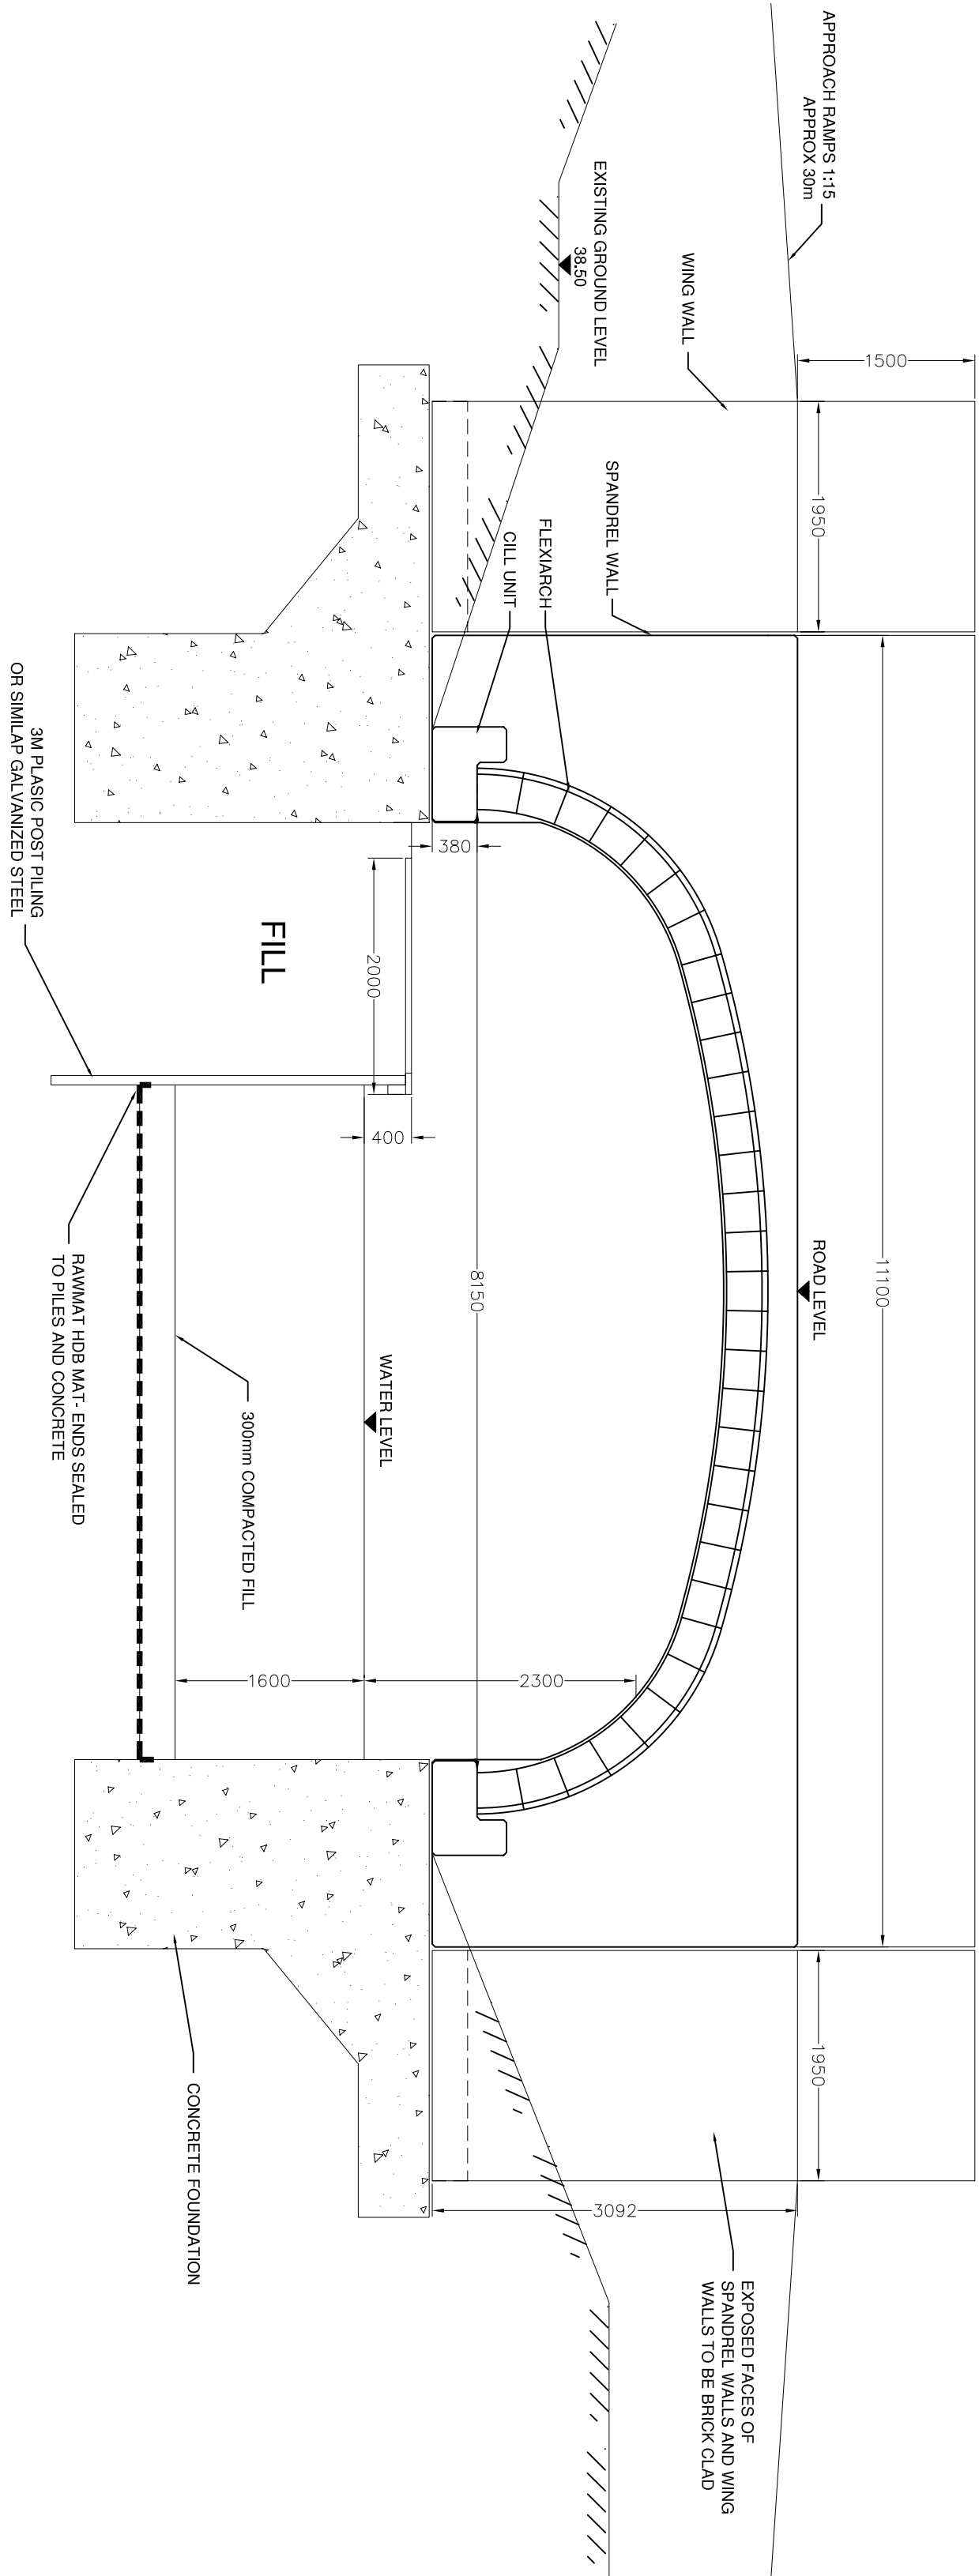 APPROACH RAMPS 1:15
APPROX 30m
1500
1950
11100
1950
ROAD LEVEL
WING WALL
EXISTING GROUND LEVEL
38.50
SPANDREL WALL
FLEXIARCH
CILL UNIT
EXPOSED FACES OF
SPANDREL WALLS AND WING
WALLS TO BE BRICK CLAD
3092
2300
8150
380
2000
400
WATER LEVEL
1600
FILL
300mm COMPACTED FILL
CONCRETE FOUNDATION
RAWMAT HDB MAT- ENDS SEALED
TO PILES AND CONCRETE
3M PLASIC POST PILING
OR SIMILAP GALVANIZED STEEL